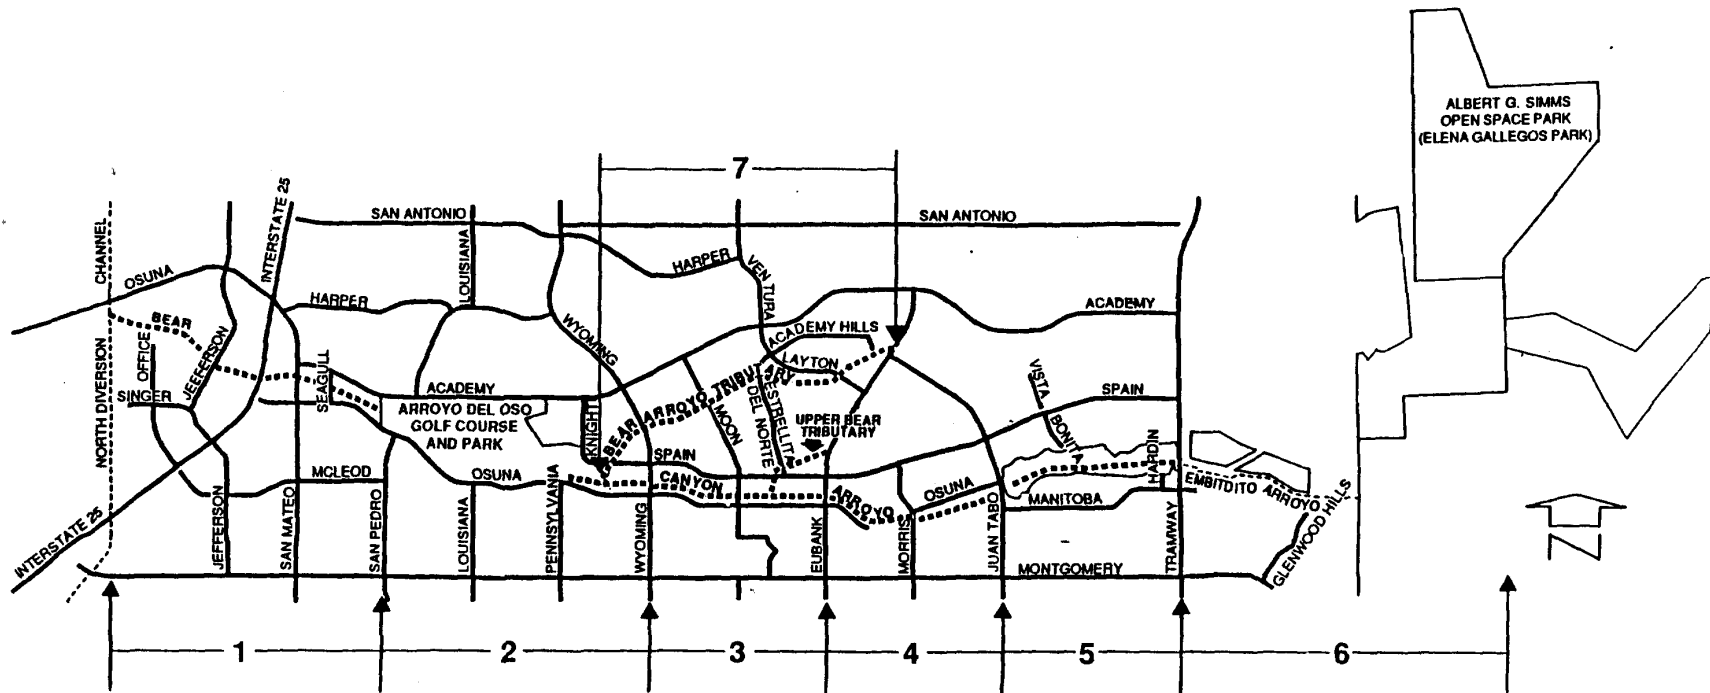 ALBERT G. SIMMS
OPEN SPACE PARK
(ELENA GALLEGOS PARK)
7
SAN ANTONIO
SAN ANTONIO
NORTH DIVERSION CHANNEL
INTERSTATE 25
OSUNA
LOUISIANA
HARPER
VENTURA
HARPER
ACADEMY
BEAR
OFFICE
JEEFERSON
WYOMING
ACADEMY HILLS
LAYTON
SEAGULL
VISTA
BONITA
SINGER
ACADEMY
SPAIN
ARROYO DEL OSO
GOLF COURSE
AND PARK
KNIGHT
BEAR ARROYO TRIBUTARY
MOON
ESTRELLITA
DEL NORTE
UPPER BEAR
TRIBUTARY
HARDIN
MCLEOD
OSUNA
SPAIN
CANYON
ARROYO
OSUNA
MANITOBA
EMBITDITO ARROYO
GLENWOOD HILLS
INTERSTATE 25
JEFFERSON
SAN MATEO
SAN PEDRO
LOUISIANA
PENNSYLVANIA
WYOMING
EUBANK
MORRIS
JUAN TABO
TRAMWAY
MONTGOMERY
N
1
2
3
4
5
6